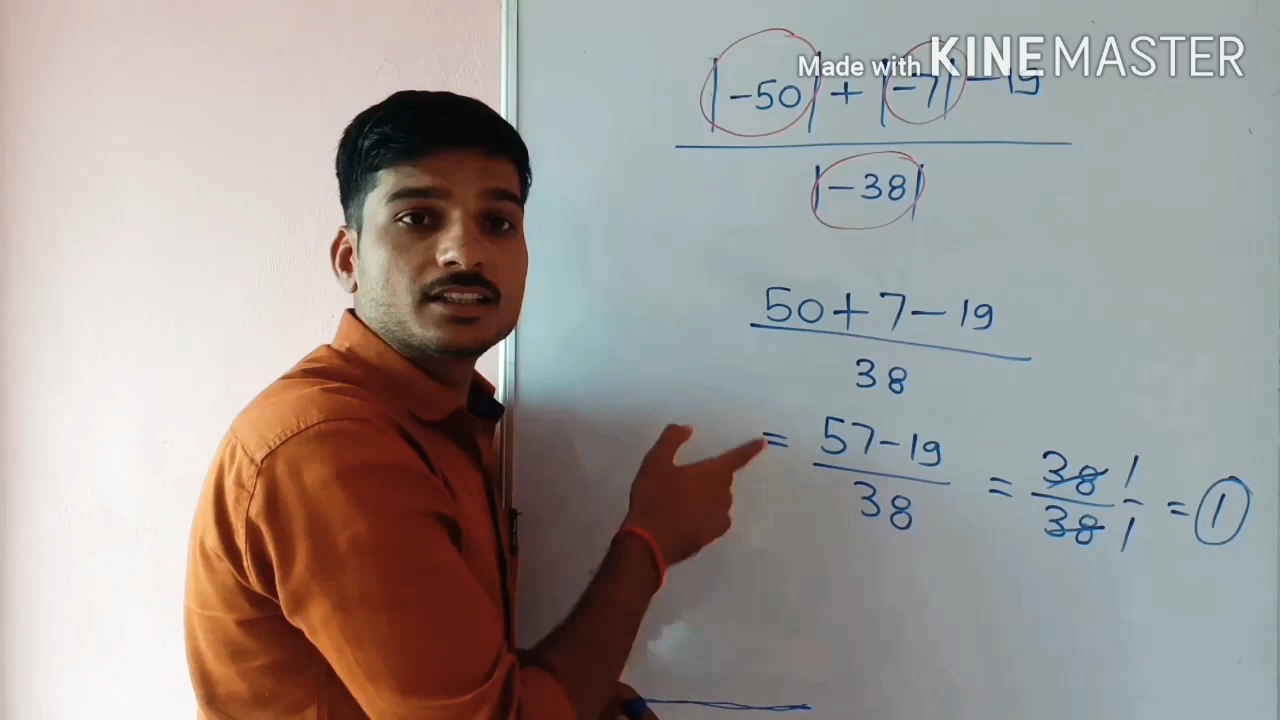 Made with KINEMASTER
|-50| + |-7| - 19
|-38|
50 + 7 - 19
38
= 57 - 19 = 38 1 = 1
38 38 1